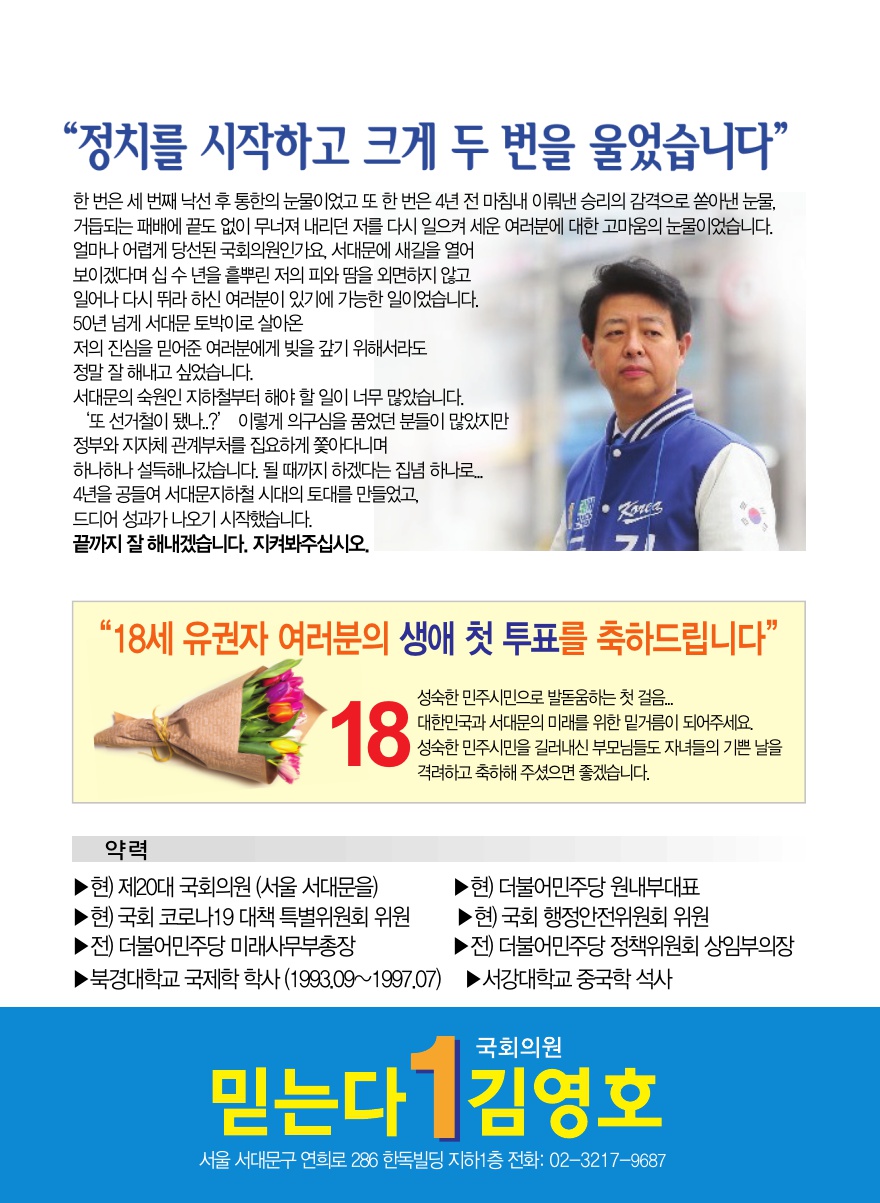 “정치를 시작하고 크게 두 번을 울었습니다”
한 번은 세 번째 낙선 후 통한의 눈물이었고 또 한 번은 4년 전 마침내 이뤄낸 승리의 감격으로 쏟아낸 눈물,
거듭되는 패배에 끝도 없이 무너져 내리던 저를 다시 일으켜 세운 여러분에 대한 고마움의 눈물이었습니다.
얼마나 어렵게 당선된 국회의원인가요, 서대문에 새길을 열어
보이겠다며 십 수 년을 흩뿌린 저의 피와 땀을 외면하지 않고
일어나 다시 뛰라 하신 여러분이 있기에 가능한 일이었습니다.
50년 넘게 서대문 토박이로 살아온
저의 진심을 믿어준 여러분에게 빚을 갚기 위해서라도
정말 잘 해내고 싶었습니다.
서대문의 숙원인 지하철부터 해야 할 일이 너무 많았습니다.
‘또 선거철이 됐나..?’ 이렇게 의구심을 품었던 분들이 많았지만
정부와 지자체 관계부처를 집요하게 쫓아다니며
하나하나 설득해나갔습니다. 될 때까지 하겠다는 집념 하나로...
4년을 공들여 서대문지하철 시대의 토대를 만들었고,
드디어 성과가 나오기 시작했습니다.
끝까지 잘 해내겠습니다. 지켜봐주십시오.
1
Korea
“18세 유권자 여러분의 생애 첫 투표를 축하드립니다”
18
성숙한 민주시민으로 발돋움하는 첫 걸음...
대한민국과 서대문의 미래를 위한 밑거름이 되어주세요.
성숙한 민주시민을 길러내신 부모님들도 자녀들의 기쁜 날을
격려하고 축하해 주셨으면 좋겠습니다.
약력
▶현) 제20대 국회의원 (서울 서대문을)
▶현) 더불어민주당 원내부대표
▶현) 국회 코로나19 대책 특별위원회 위원
▶현) 국회 행정안전위원회 위원
▶전) 더불어민주당 미래사무부총장
▶전) 더불어민주당 정책위원회 상임부의장
▶북경대학교 국제학 학사 (1993.09~1997.07)
▶서강대학교 중국학 석사
국회의원
믿는다 1 김영호
서울 서대문구 연희로 286 한독빌딩 지하1층 전화: 02-3217-9687